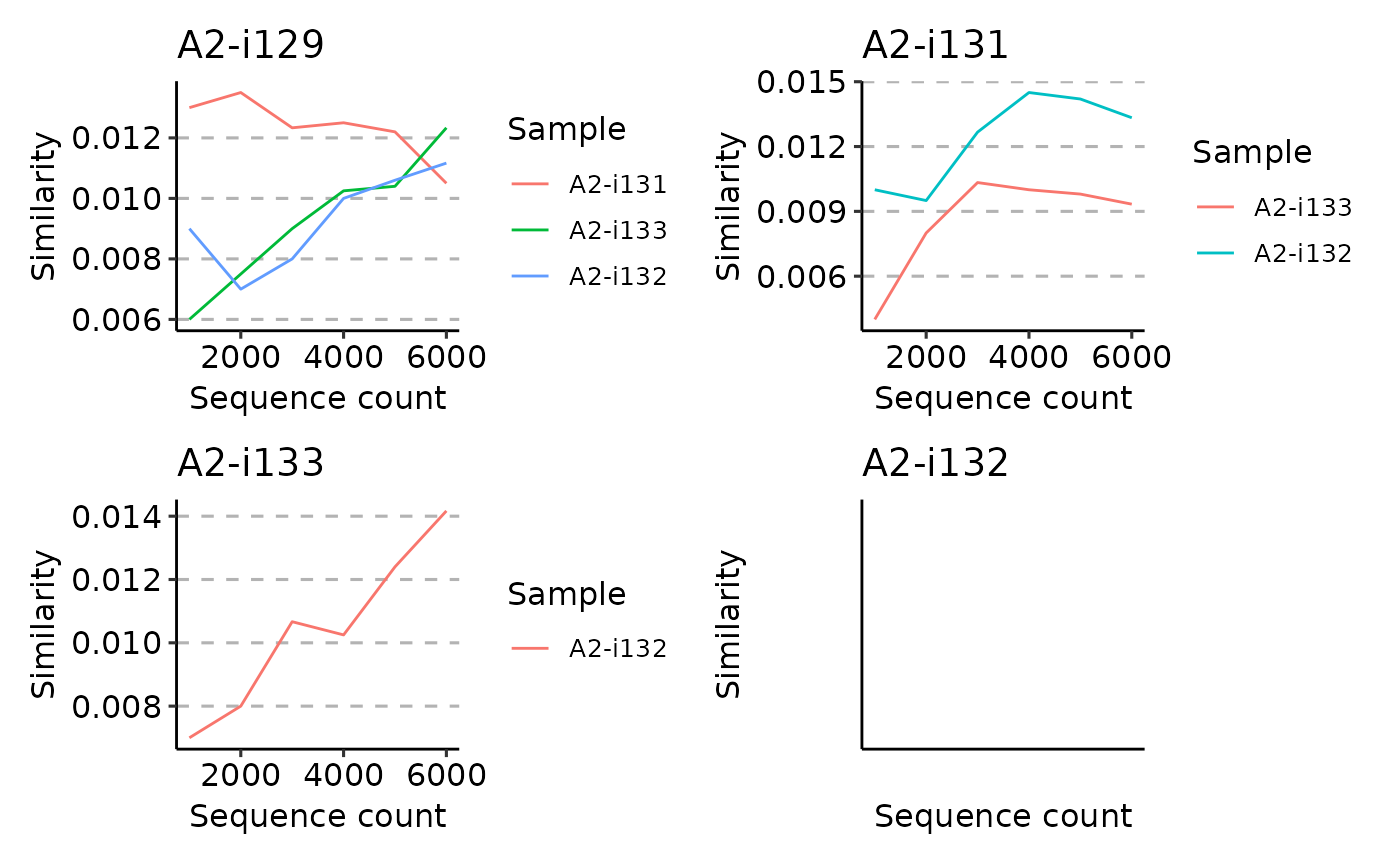 A2-i129
Similarity
0.012
0.010
0.008
0.006
2000 4000 6000
Sequence count
Sample
A2-i131
A2-i133
A2-i132
A2-i131
Similarity
0.015
0.012
0.009
0.006
2000 4000 6000
Sequence count
Sample
A2-i133
A2-i132
A2-i133
Similarity
0.014
0.012
0.010
0.008
2000 4000 6000
Sequence count
Sample
A2-i132
A2-i132
Similarity
Sequence count